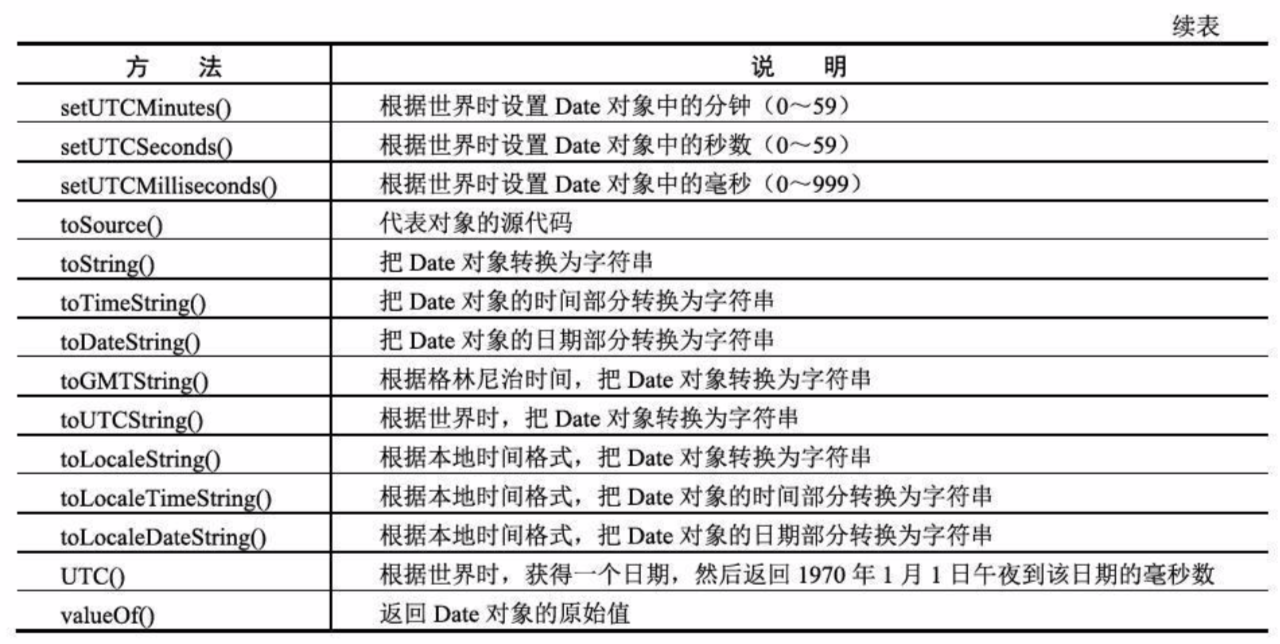 续表
方 法 说 明
setUTCMinutes() 根据世界时设置 Date 对象中的分钟（0～59）
setUTCSeconds() 根据世界时设置 Date 对象中的秒数（0～59）
setUTCMilliseconds() 根据世界时设置 Date 对象中的毫秒（0～999）
toSource() 代表对象的源代码
toString() 把 Date 对象转换为字符串
toTimeString() 把 Date 对象的时间部分转换为字符串
toDateString() 把 Date 对象的日期部分转换为字符串
toGMTString() 根据格林尼治时间，把 Date 对象转换为字符串
toUTCString() 根据世界时，把 Date 对象转换为字符串
toLocaleString() 根据本地时间格式，把 Date 对象转换为字符串
toLocaleTimeString() 根据本地时间格式，把 Date 对象的时间部分转换为字符串
toLocaleDateString() 根据本地时间格式，把 Date 对象的日期部分转换为字符串
UTC() 根据世界时，获得一个日期，然后返回 1970 年 1 月 1 日午夜到该日期的毫秒数
valueOf() 返回 Date 对象的原始值